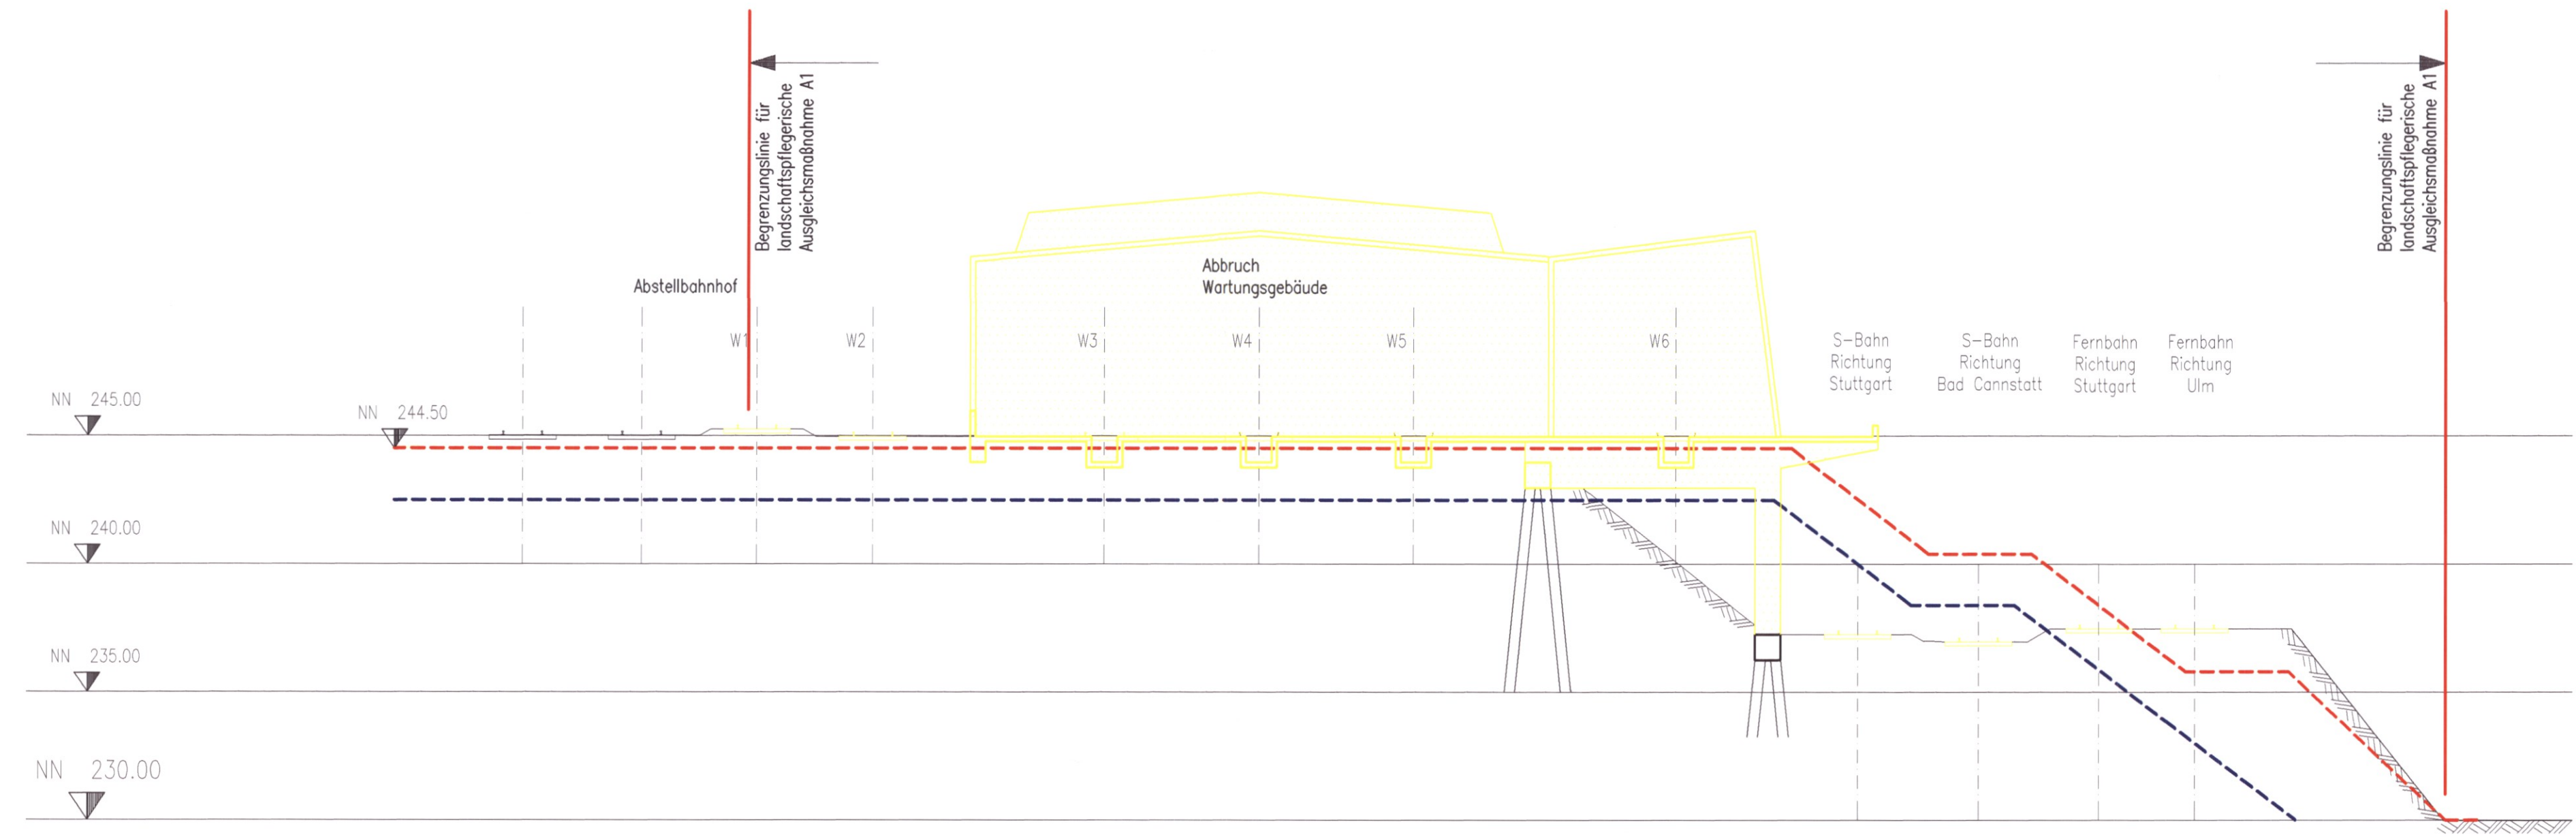 Begrenzungslinie für
landschaftspflegerische
Ausgleichsmaßnahme A1
Begrenzungslinie für
landschaftspflegerische
Ausgleichsmaßnahme A1
Abstellbahnhof
Abbruch
Wartungsgebäude
W1
W2
W3
W4
W5
W6
S-Bahn
Richtung
Stuttgart
S-Bahn
Richtung
Bad Cannstatt
Fernbahn
Richtung
Stuttgart
Fernbahn
Richtung
Ulm
NN 245.00
NN 244.50
NN 240.00
NN 235.00
NN 230.00